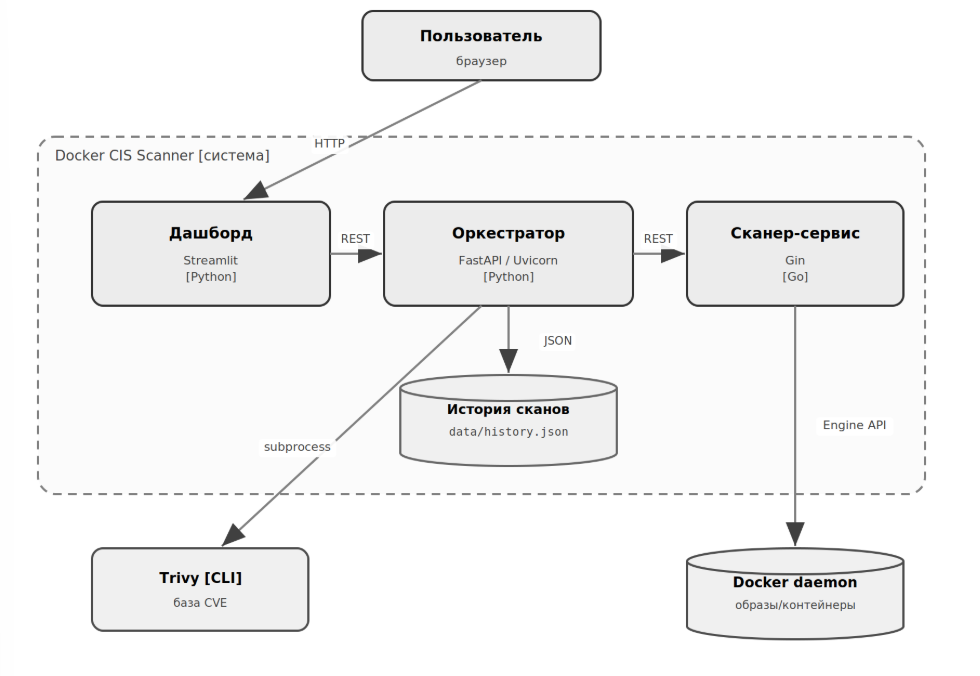 Пользователь
браузер
HTTP
Docker CIS Scanner [система]
Дашборд
Streamlit
[Python]
REST
Оркестратор
FastAPI / Uvicorn
[Python]
REST
Сканер-сервис
Gin
[Go]
JSON
История сканов
data/history.json
Engine API
subprocess
Trivy [CLI]
база CVE
Docker daemon
образы/контейнеры